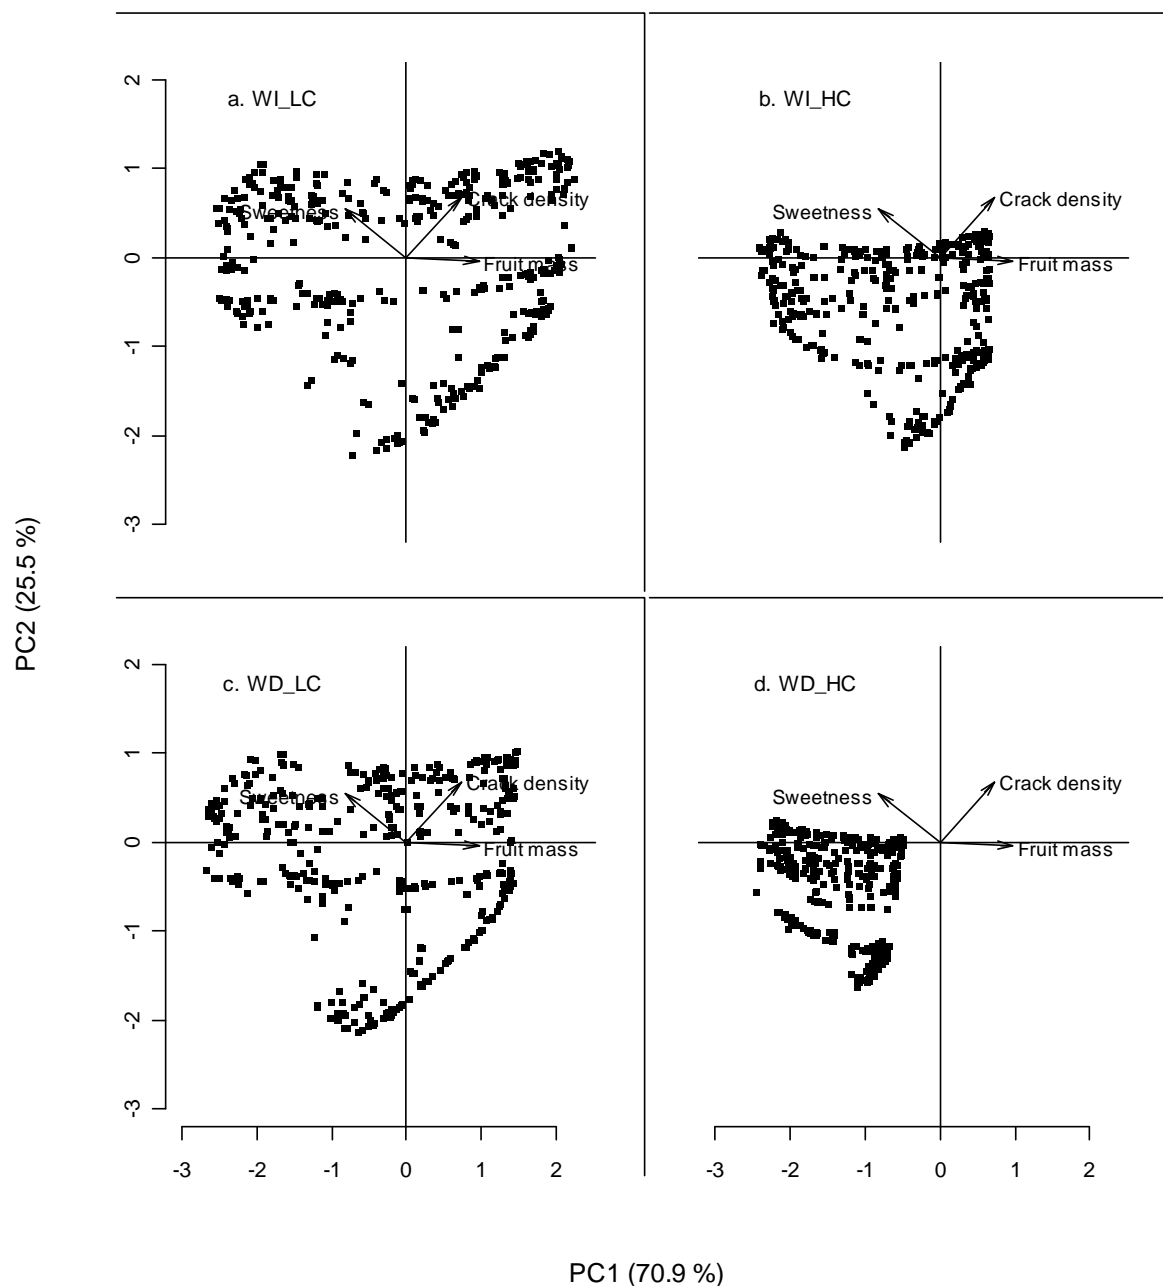 a. WI_LC
b. WI_HC
2
1
0
-1
-2
-3
Sweetness
Crack density
Fruit mass
Sweetness
Crack density
Fruit mass
PC2 (25.5 %)
c. WD_LC
d. WD_HC
2
1
0
-1
-2
-3
Sweetness
Crack density
Fruit mass
Sweetness
Crack density
Fruit mass
-3 -2 -1 0 1 2
-3 -2 -1 0 1 2
PC1 (70.9 %)